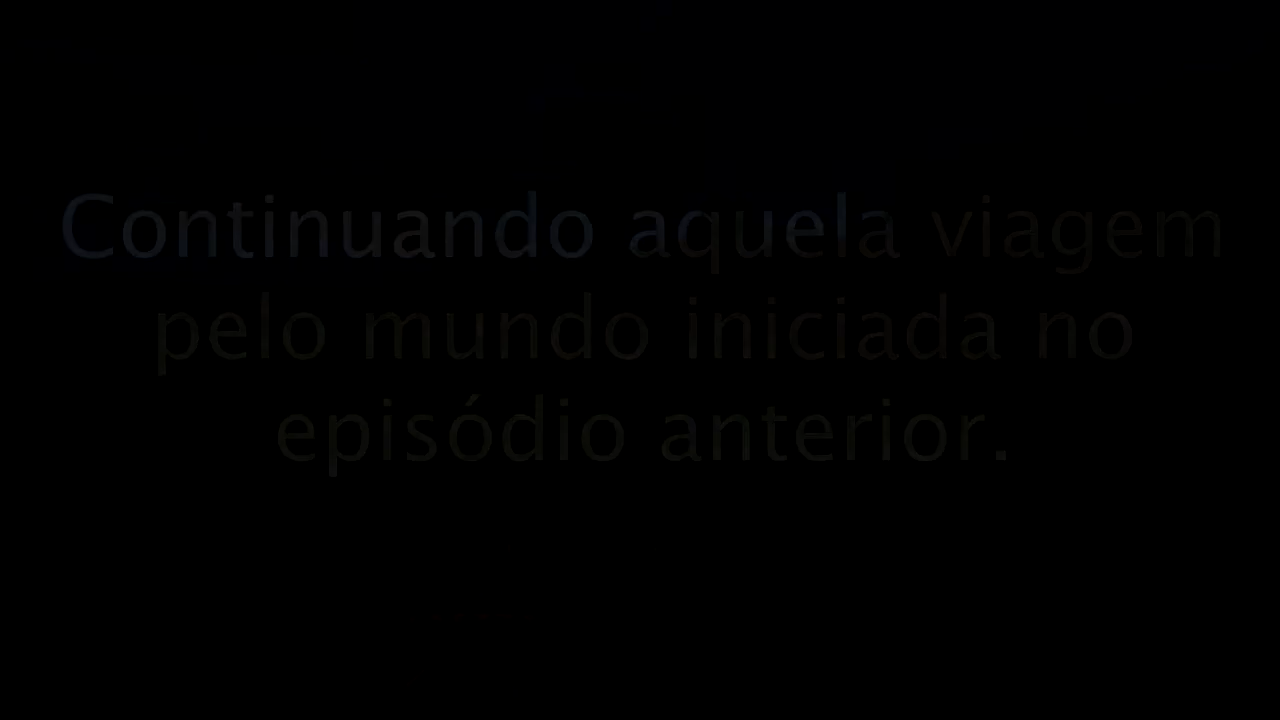 Continuando aquela viagem
pelo mundo iniciada no
episódio anterior.